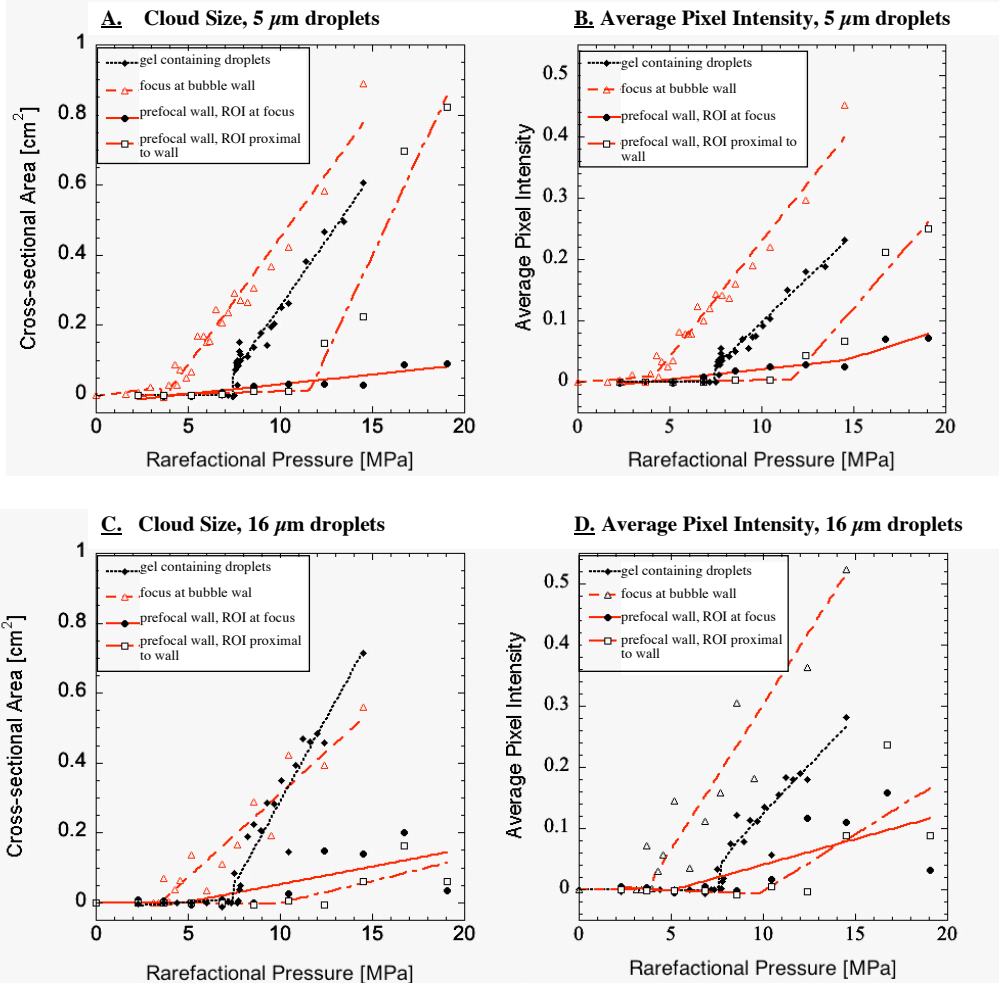 A. Cloud Size, 5 µm droplets
1
0.8
0.6
0.4
0.2
0
Cross-sectional Area [cm2]
gel containing droplets
focus at bubble wall
prefocal wall, ROI at focus
prefocal wall, ROI proximal
to wall
0 5 10 15 20
Rarefactional Pressure [MPa]
B. Average Pixel Intensity, 5 µm droplets
0.5
0.4
0.3
0.2
0.1
0
Average Pixel Intensity
gel containing droplets
focus at bubble wall
prefocal wall, ROI at focus
prefocal wall, ROI proximal to
wall
0 5 10 15 20
Rarefactional Pressure [MPa]
C. Cloud Size, 16 µm droplets
1
0.8
0.6
0.4
0.2
0
Cross-sectional Area [cm2]
gel containing droplets
focus at bubble wal
prefocal wall, ROI at focus
prefocal wall, ROI proximal
to wall
0 5 10 15 20
Rarefactional Pressure [MPa]
D. Average Pixel Intensity, 16 µm droplets
0.5
0.4
0.3
0.2
0.1
0
Average Pixel Intensity
gel containing droplets
focus at bubble wall
prefocal wall, ROI at focus
prefocal wall, ROI proximal
to wall
0 5 10 15 20
Rarefactional Pressure [MPa]